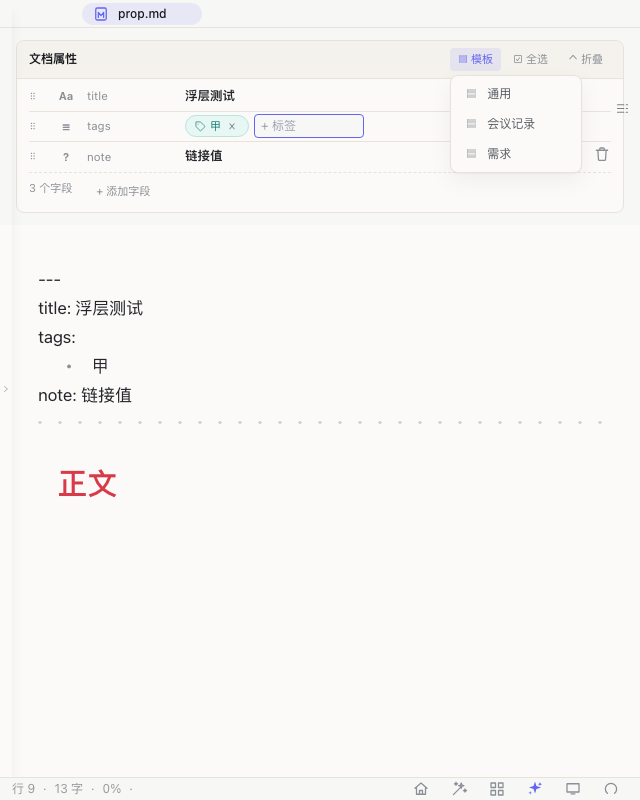 prop.md
文档属性 模板 全选 折叠
Aa title 浮层测试
tags 甲 × + 标签
? note 链接值
通用
会议记录
需求
3 个字段 + 添加字段
---
title: 浮层测试
tags:
• 甲
note: 链接值
正文
行 9 · 13 字 · 0% ·